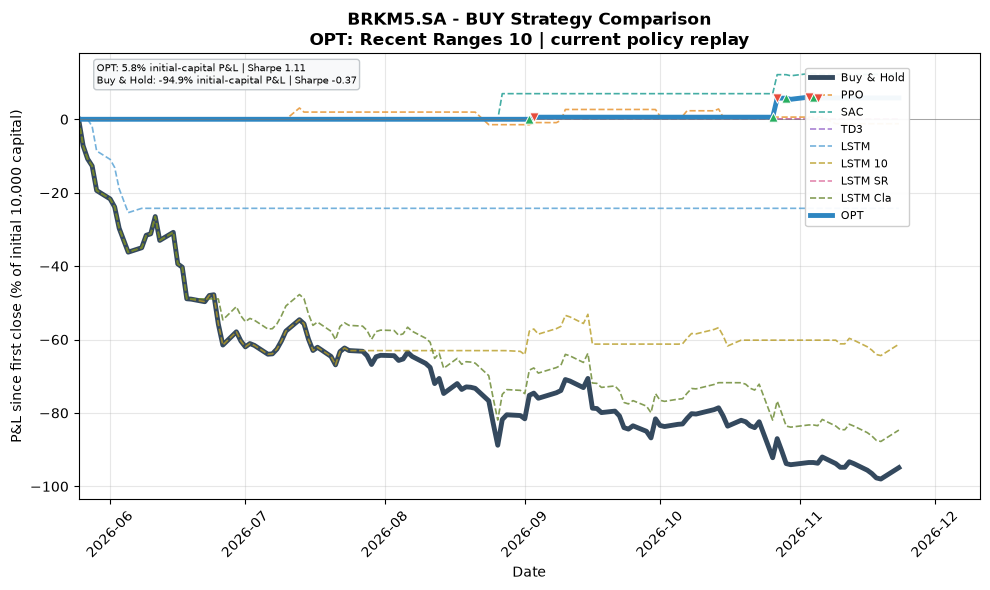 BRKM5.SA - BUY Strategy Comparison
OPT: Recent Ranges 10 | current policy replay
OPT: 5.8% initial-capital P&L | Sharpe 1.11
Buy & Hold: -94.9% initial-capital P&L | Sharpe -0.37
Buy & Hold
PPO
SAC
TD3
LSTM
LSTM 10
LSTM SR
LSTM Cla
OPT
P&L since first close (% of initial 10,000 capital)
0
−20
−40
−60
−80
−100
2026-06
2026-07
2026-08
2026-09
2026-10
2026-11
2026-12
Date